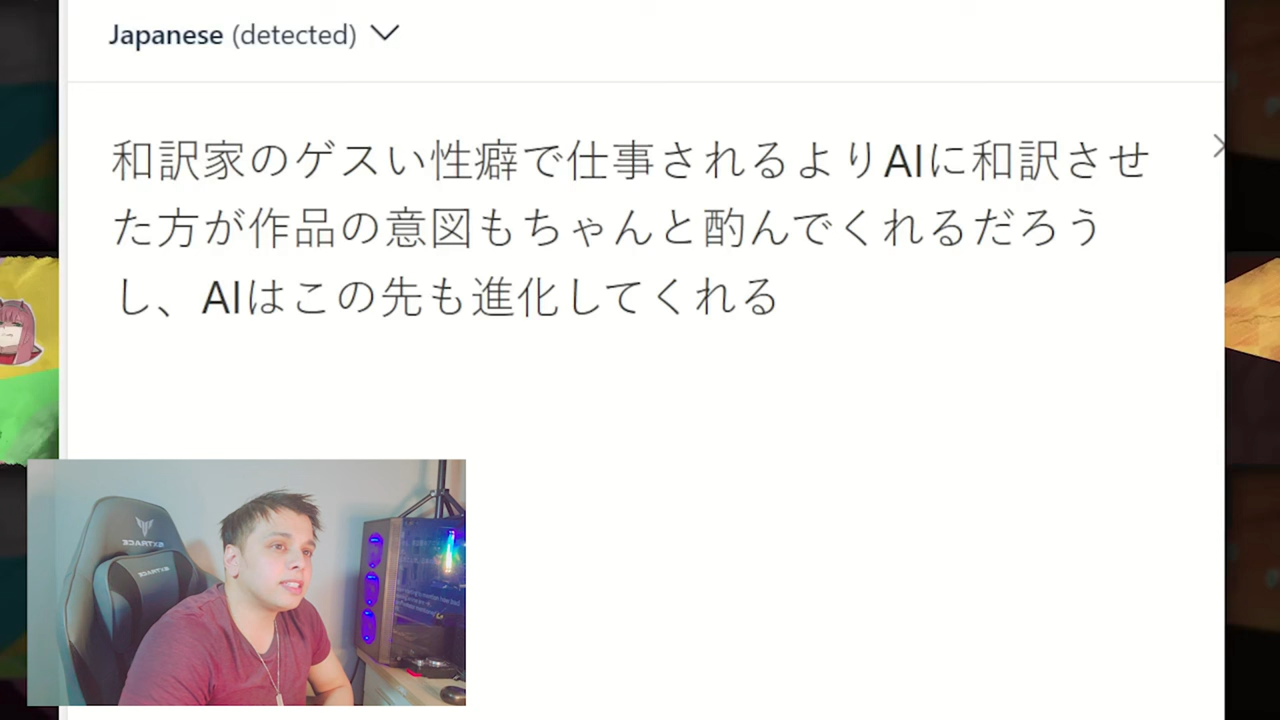 Japanese (detected)
和訳家のゲスい性癖で仕事されるよりAIに和訳させ
た方が作品の意図もちゃんと酌んでくれるだろう
し、AIはこの先も進化してくれる